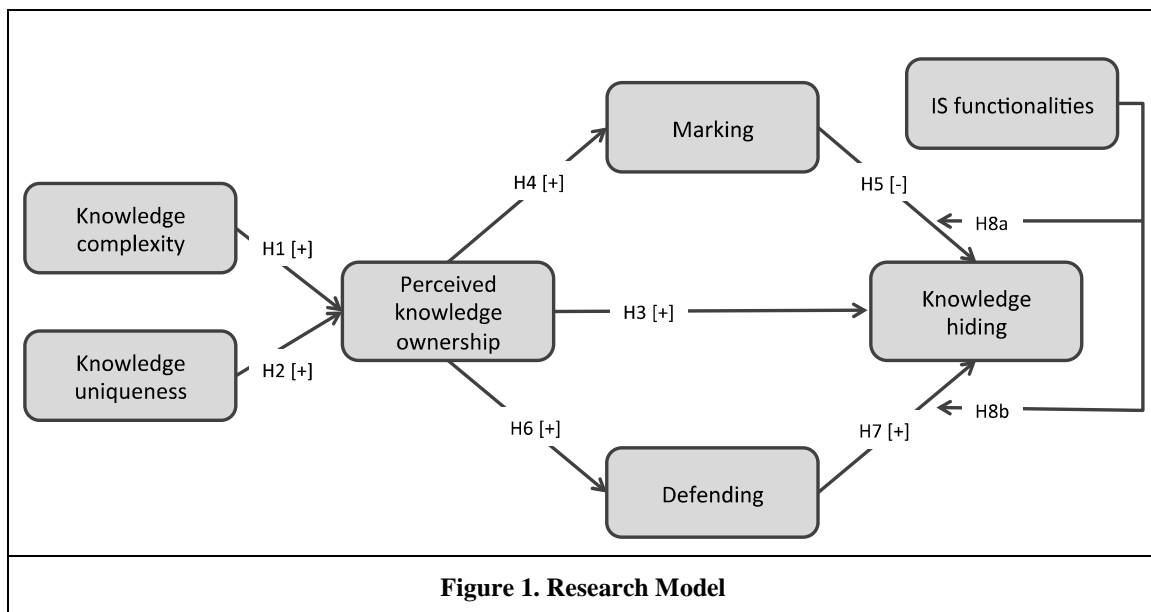 Marking
IS functionalities
H4 [+]
H5 [-]
Knowledge
complexity
H8a
H1 [+]
Perceived
knowledge
ownership
H3 [+]
Knowledge
hiding
Knowledge
uniqueness
H2 [+]
H6 [+]
H8b
H7 [+]
Defending
Figure 1. Research Model